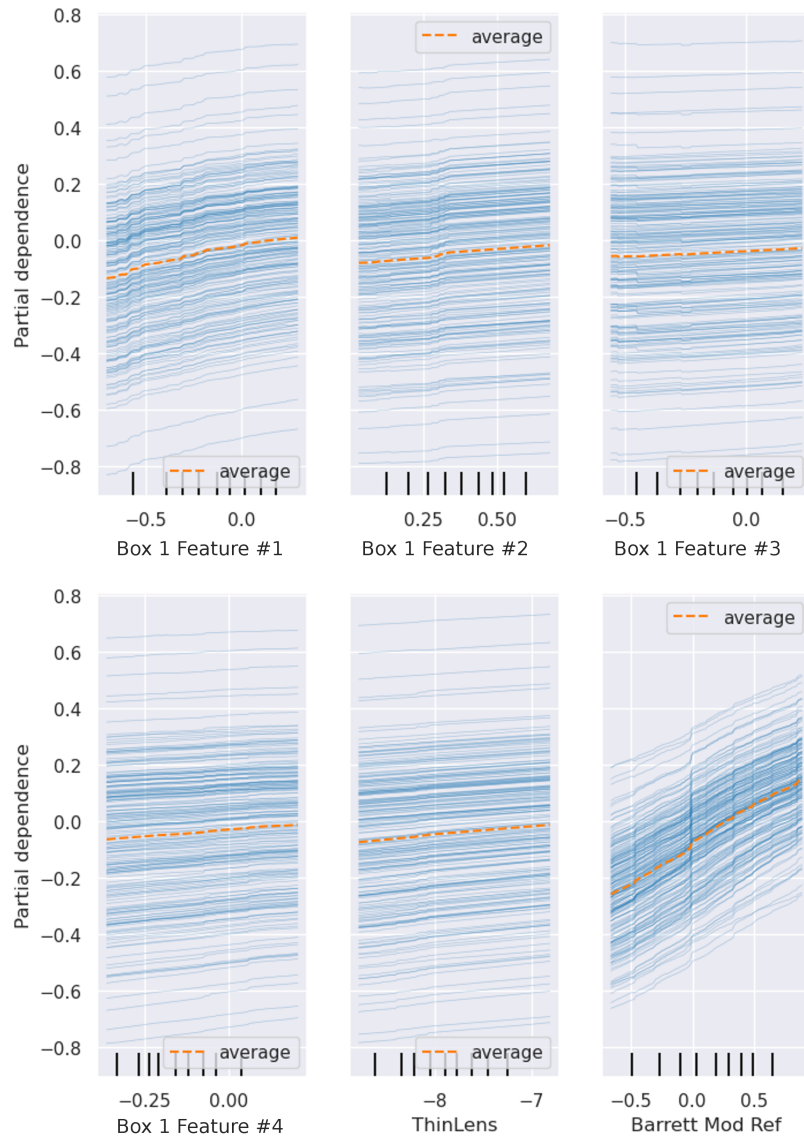 0.8
0.6
0.4
0.2
0.0
−0.2
−0.4
−0.6
−0.8
Partial dependence
average
average
average
−0.5 0.0
0.25 0.50
−0.5 0.0
Box 1 Feature #1
Box 1 Feature #2
Box 1 Feature #3
0.8
0.6
0.4
0.2
0.0
−0.2
−0.4
−0.6
−0.8
Partial dependence
average
average
average
−0.25 0.00
−8 −7
−0.5 0.0 0.5
Box 1 Feature #4
ThinLens
Barrett Mod Ref